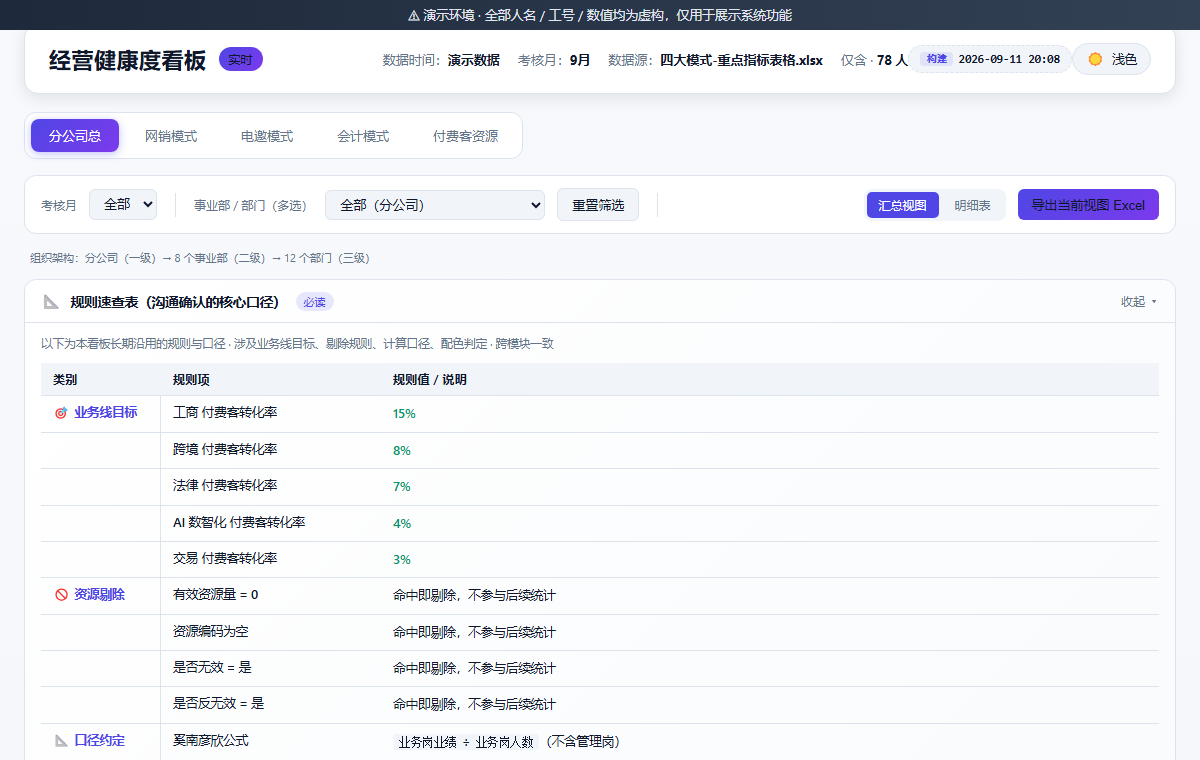 ⚠ 演示环境 · 全部人名 / 工号 / 数值均为虚构，仅用于展示系统功能
经营健康度看板 实时 数据时间：演示数据 考核月：9月 数据源：四大模式-重点指标表格.xlsx 仅含 · 78 人 构建 2026-09-11 20:08 浅色
分公司总 网销模式 电邀模式 会计模式 付费客资源
考核月 全部 事业部 / 部门（多选） 全部（分公司） 重置筛选 汇总视图 明细表 导出当前视图 Excel
组织架构：分公司（一级）→ 8 个事业部（二级）→ 12 个部门（三级）
规则速查表（沟通确认的核心口径） 必读 收起
以下为本看板长期沿用的规则与口径 · 涉及业务线目标、剔除规则、计算口径、配色判定 · 跨模块一致
类别 规则项 规则值 / 说明
业务线目标 工商 付费客转化率 15%
跨境 付费客转化率 8%
法律 付费客转化率 7%
AI 数智化 付费客转化率 4%
交易 付费客转化率 3%
资源剔除 有效资源量 = 0 命中即剔除，不参与后续统计
资源编码为空 命中即剔除，不参与后续统计
是否无效 = 是 命中即剔除，不参与后续统计
是否反无效 = 是 命中即剔除，不参与后续统计
口径约定 奚南彦欣公式 业务岗业绩 ÷ 业务岗人数（不含管理岗）